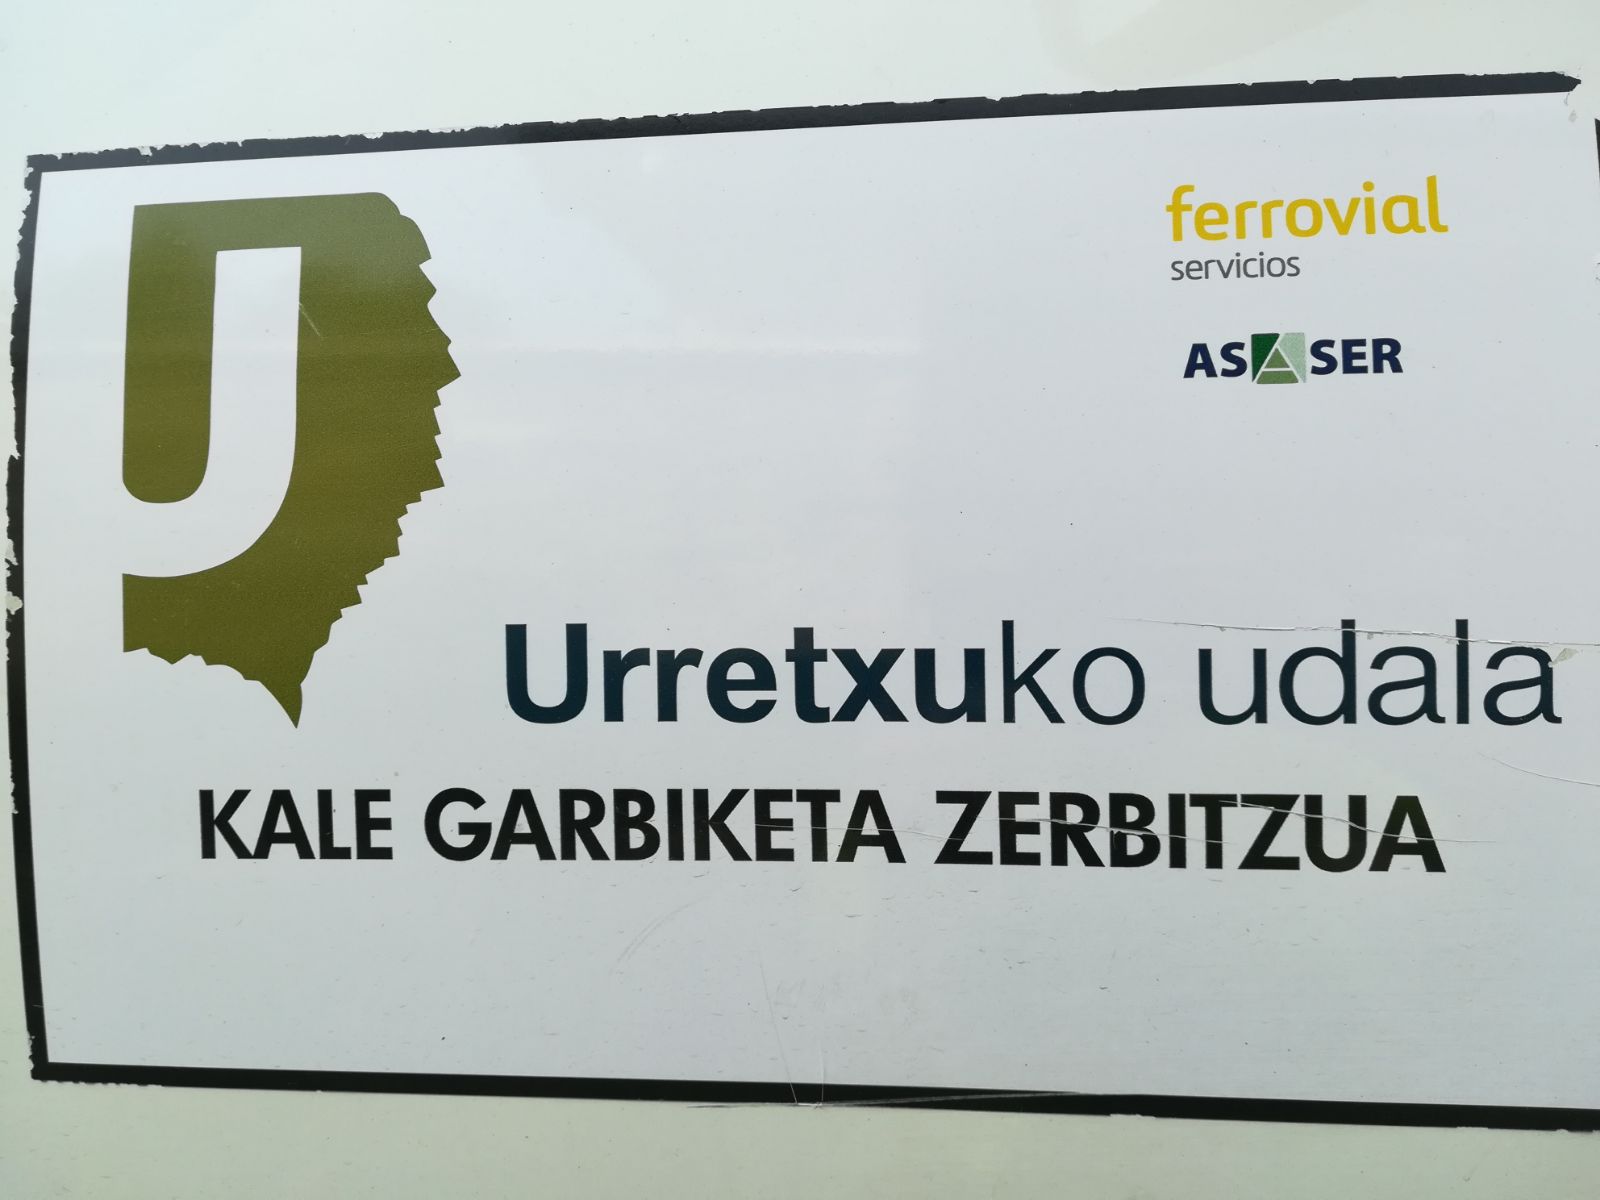 ferrovial
servicios
ASASER
Urretxuko udala
KALE GARBIKETA ZERBITZUA